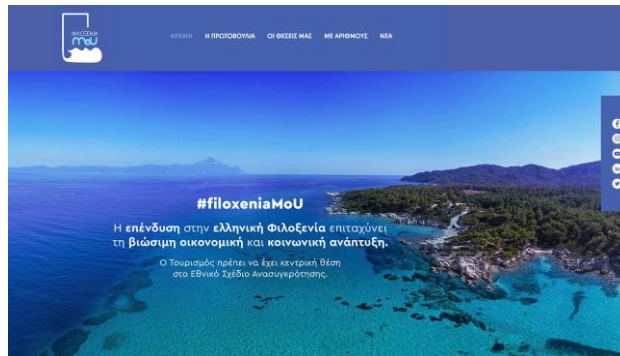 ΦΙΛΟΞΕΝΙΑ
MoU
ΑΡΧΙΚΗ Η ΠΡΩΤΟΒΟΥΛΙΑ ΟΙ ΘΕΣΕΙΣ ΜΑΣ ΜΕ ΑΡΙΘΜΟΥΣ ΝΕΑ
#filoxeniaMoU
Η επένδυση στην ελληνική Φιλοξενία επιταχύνει
τη βιώσιμη οικονομική και κοινωνική ανάπτυξη.
Ο Τουρισμός πρέπει να έχει κεντρική θέση
στο Εθνικό Σχέδιο Ανασυγκρότησης.